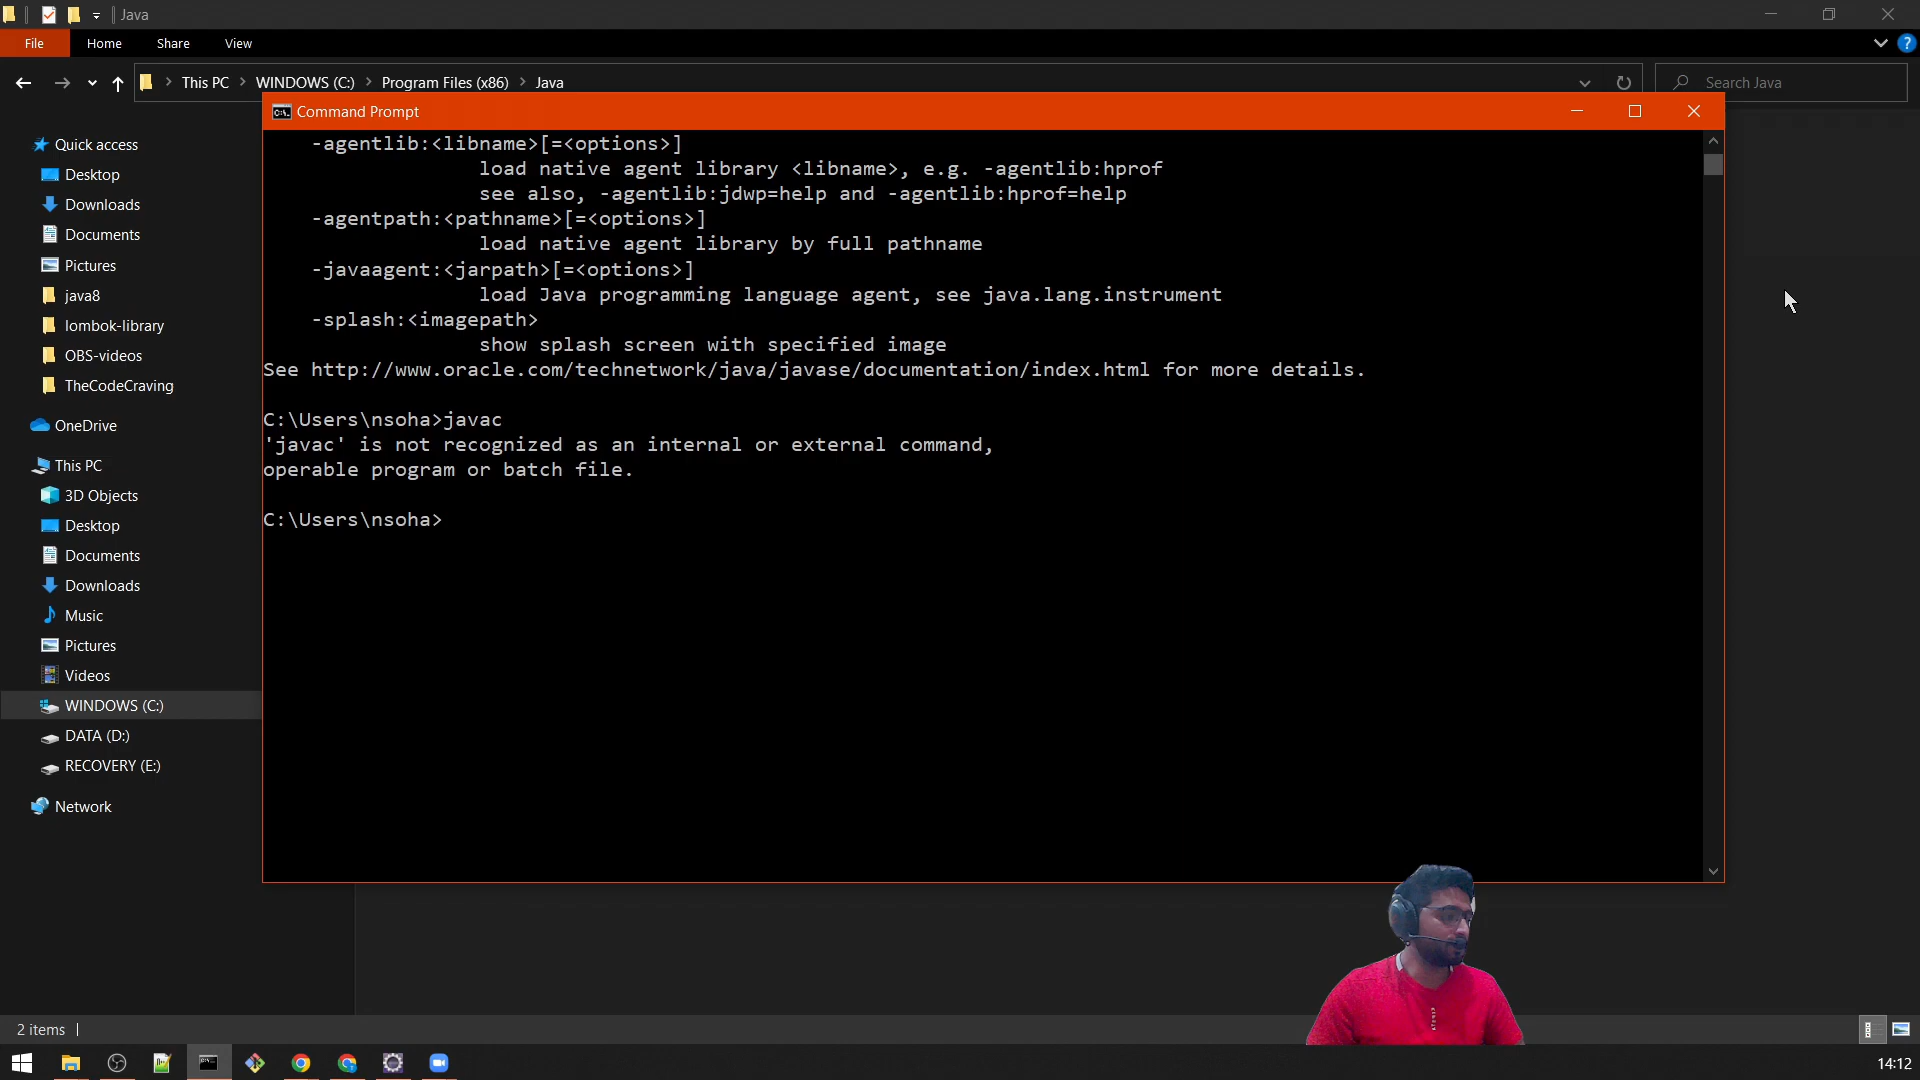 Java
File Home Share View
This PC > WINDOWS (C:) > Program Files (x86) > Java
Search Java
Command Prompt
Quick access
Desktop
Downloads
Documents
Pictures
java8
lombok-library
OBS-videos
TheCodeCraving
OneDrive
This PC
3D Objects
Desktop
Documents
Downloads
Music
Pictures
Videos
WINDOWS (C:)
DATA (D:)
RECOVERY (E:)
Network
-agentlib:<libname>[=<options>]
load native agent library <libname>, e.g. -agentlib:hprof
see also, -agentlib:jdwp=help and -agentlib:hprof=help
-agentpath:<pathname>[=<options>]
load native agent library by full pathname
-javaagent:<jarpath>[=<options>]
load Java programming language agent, see java.lang.instrument
-splash:<imagepath>
show splash screen with specified image
See http://www.oracle.com/technetwork/java/javase/documentation/index.html for more details.
C:\Users\nsoha>javac
'javac' is not recognized as an internal or external command,
operable program or batch file.
C:\Users\nsoha>
2 items
14:12